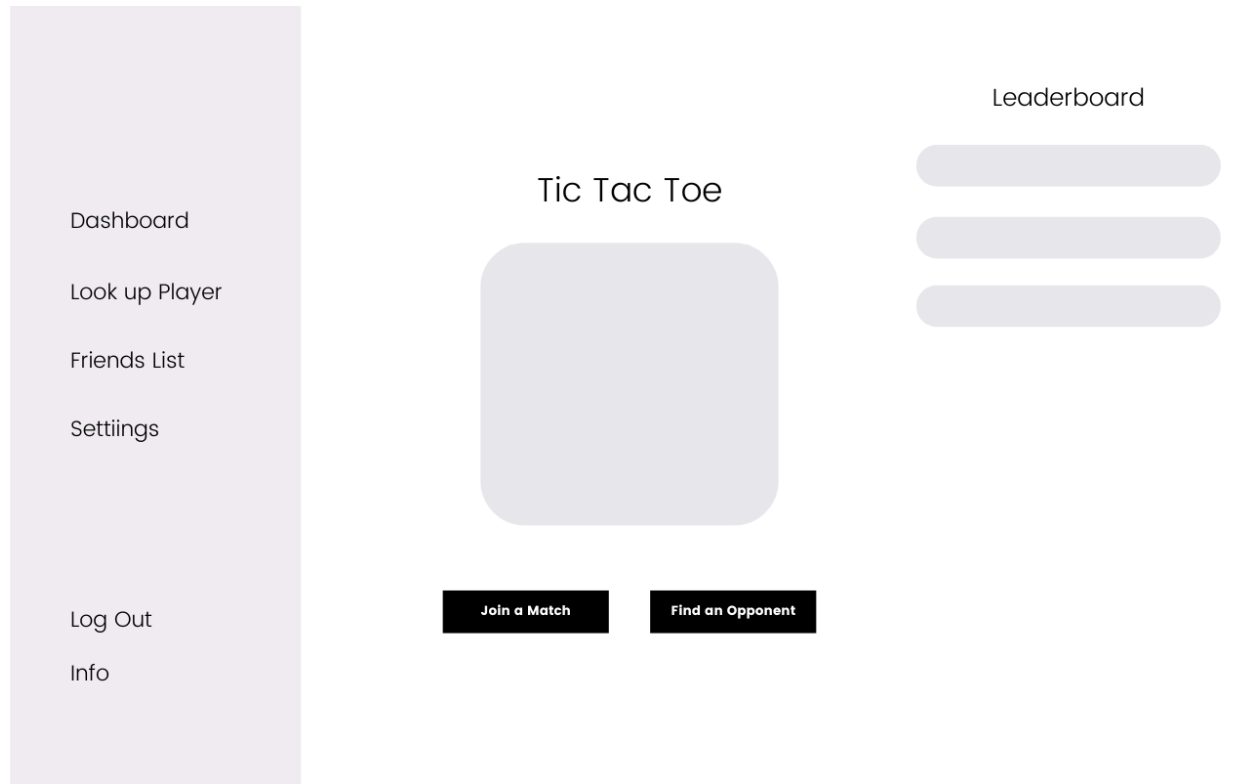 Dashboard
Look up Player
Friends List
Settiings
Log Out
Info
Tic Tac Toe
Join a Match
Find an Opponent
Leaderboard